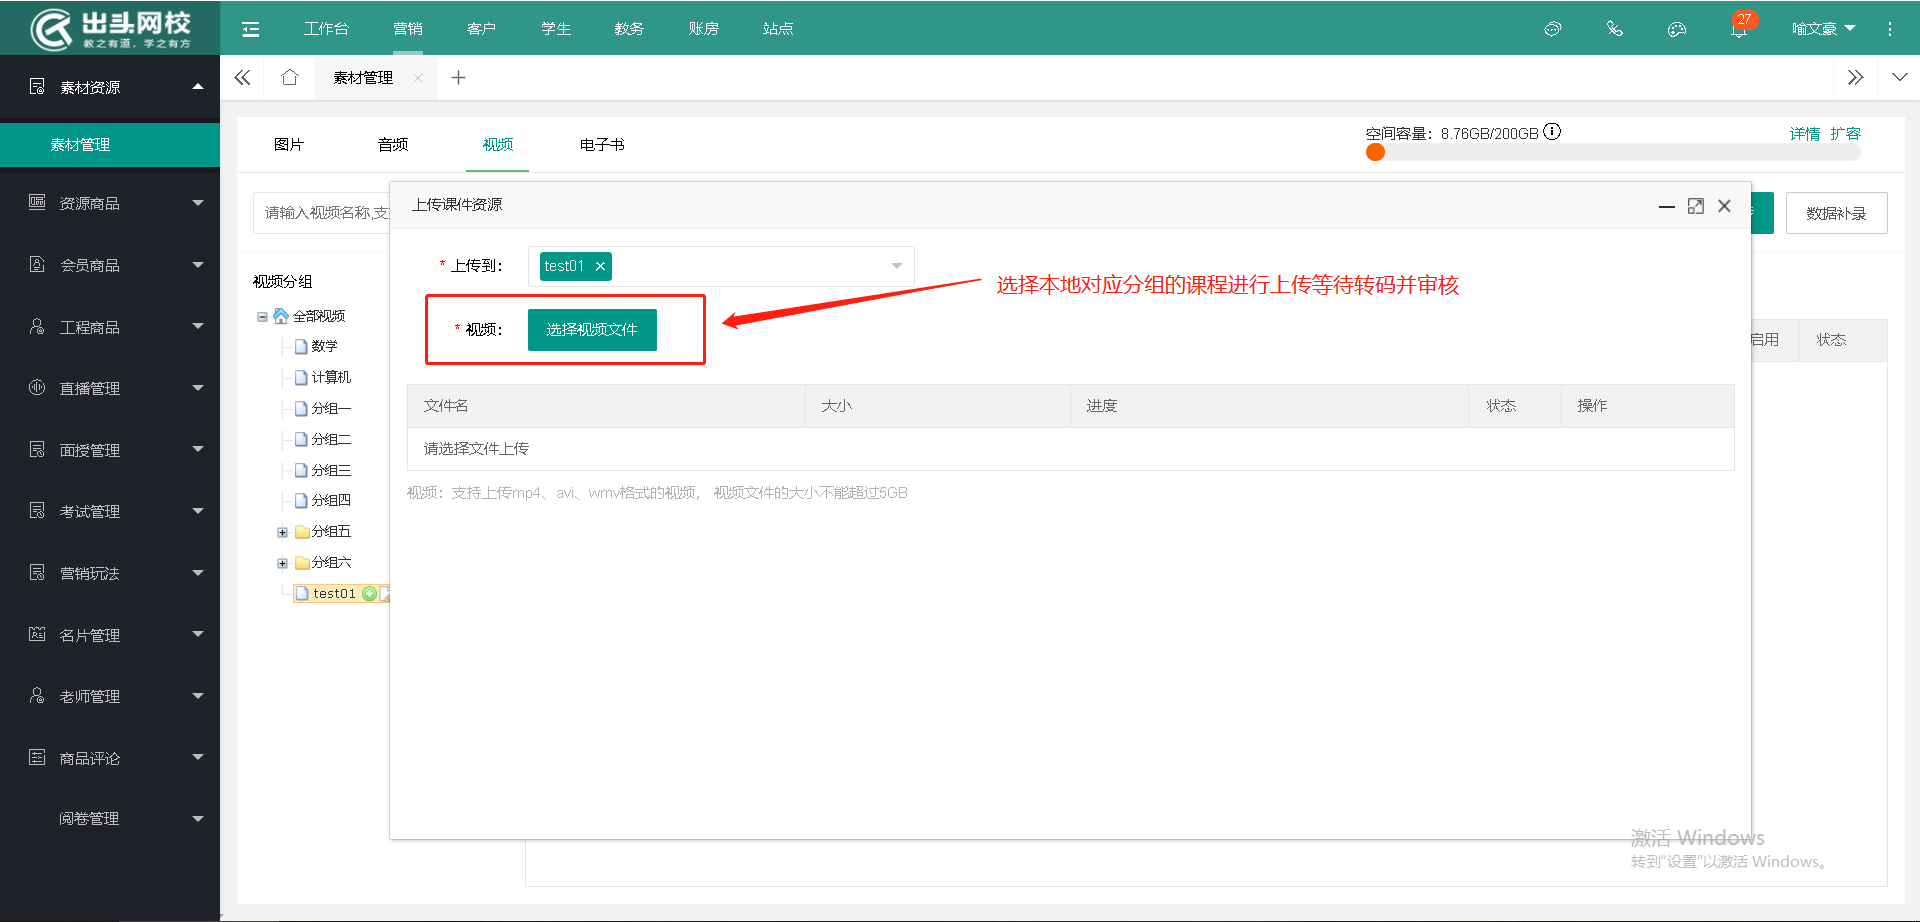 出头网校
教之有道，学之有方
工作台
营销
客户
学生
教务
账房
站点
27
喻文豪
素材资源
素材管理
资源商品
会员商品
工程商品
直播管理
面授管理
考试管理
营销玩法
名片管理
老师管理
商品评论
阅卷管理
素材管理
图片
音频
视频
电子书
空间容量：8.76GB/200GB
详情 扩容
请输入视频名称,支
数据补录
视频分组
全部视频
数学
计算机
分组一
分组二
分组三
分组四
分组五
分组六
test01
启用
状态
上传课件资源
* 上传到：
test01
* 视频：
选择视频文件
选择本地对应分组的课程进行上传等待转码并审核
文件名
大小
进度
状态
操作
请选择文件上传
视频：支持上传mp4、avi、wmv格式的视频， 视频文件的大小不能超过5GB
激活 Windows
转到"设置"以激活 Windows。